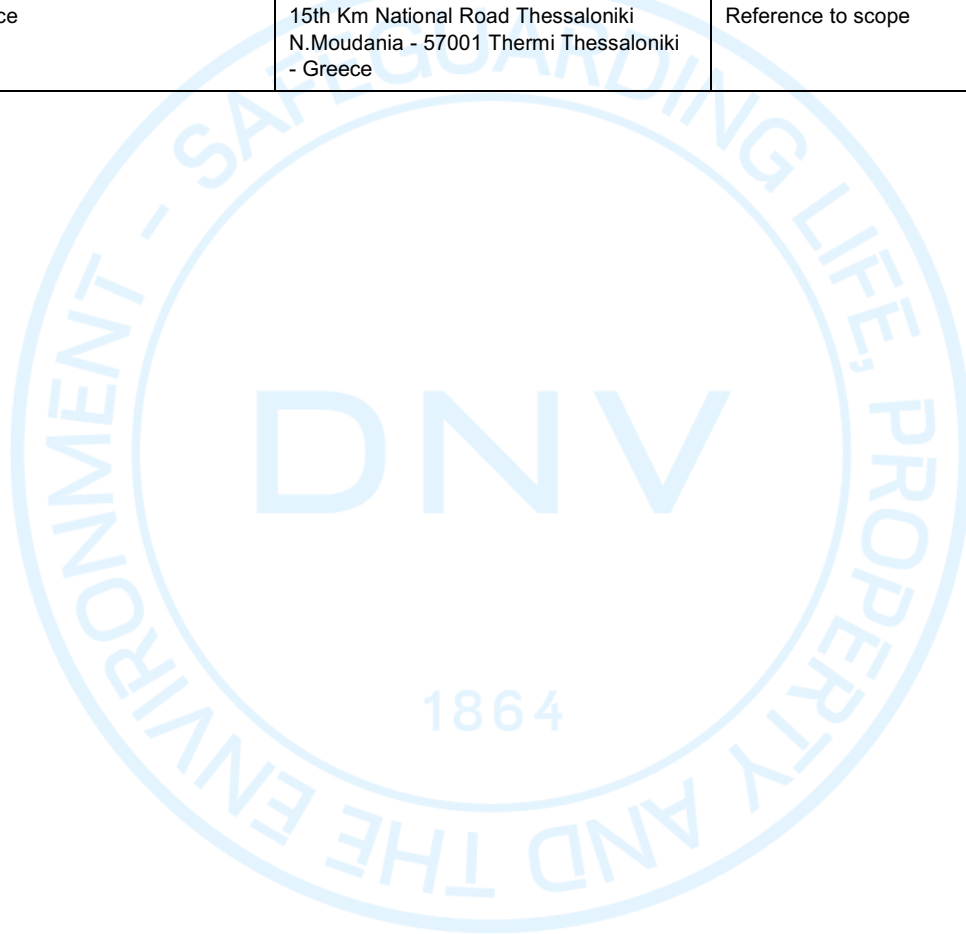 ce
15th Km National Road Thessaloniki
N.Moudania - 57001 Thermi Thessaloniki
- Greece
Reference to scope
SAFEGUARDING LIFE, PROPERTY AND THE ENVIRONMENT -
DNV
1864